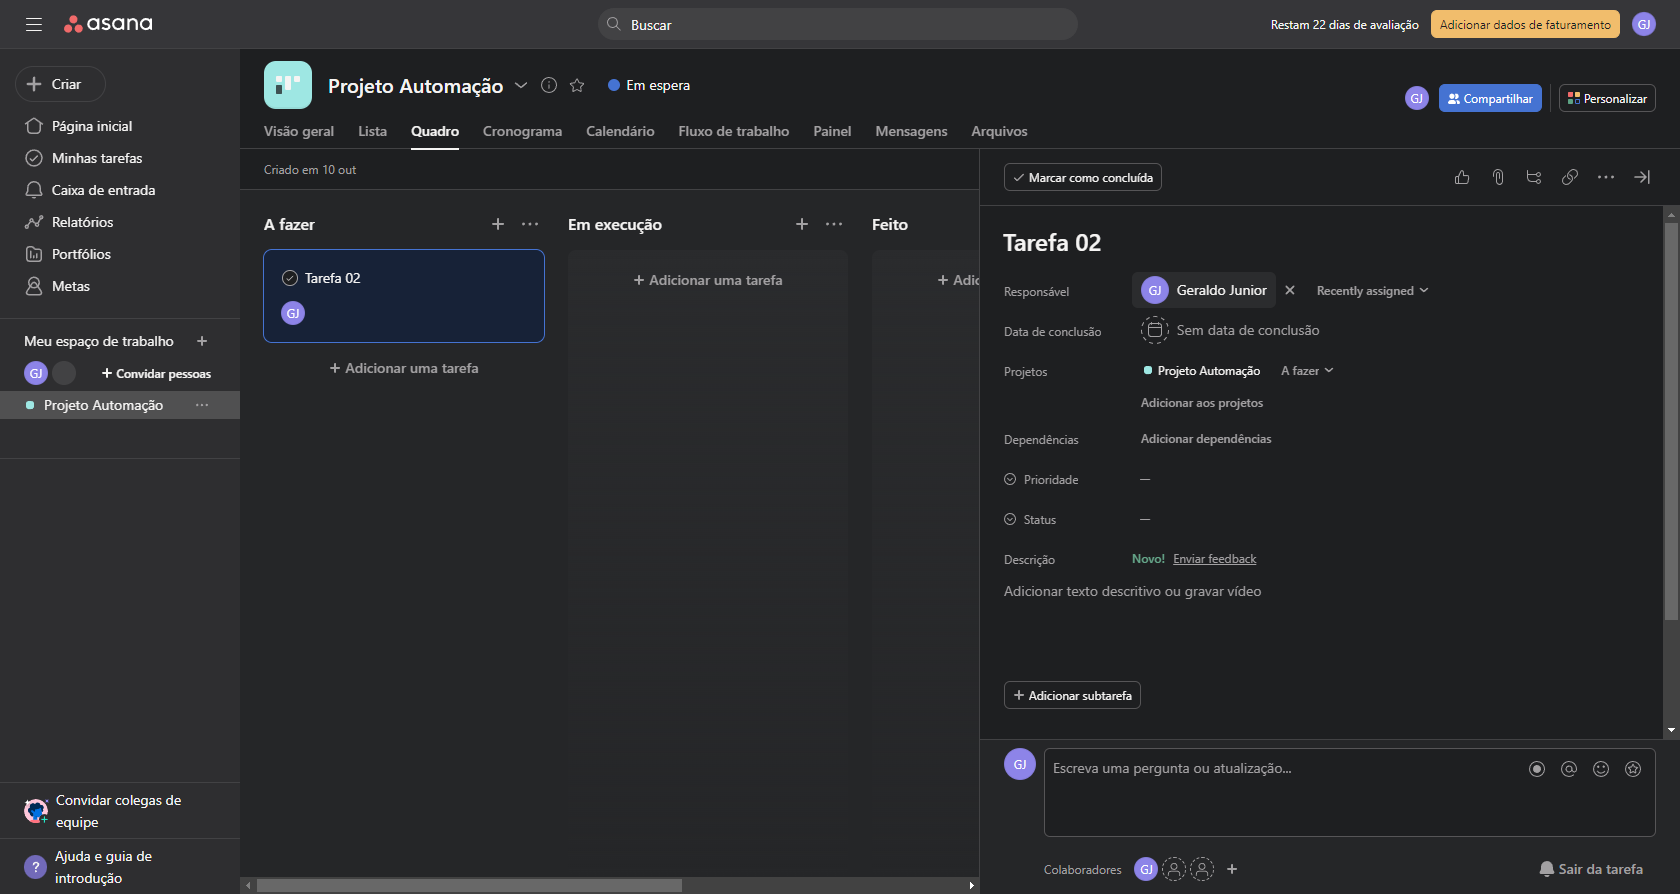 asana
Buscar
Restam 22 dias de avaliação
Adicionar dados de faturamento
GJ
Criar
Página inicial
Minhas tarefas
Caixa de entrada
Relatórios
Portfólios
Metas
Meu espaço de trabalho
GJ
Convidar pessoas
Projeto Automação
Convidar colegas de
equipe
?
Ajuda e guia de
introdução
Projeto Automação
Em espera
GJ
Compartilhar
Personalizar
Visão geral
Lista
Quadro
Cronograma
Calendário
Fluxo de trabalho
Painel
Mensagens
Arquivos
Criado em 10 out
A fazer
Tarefa 02
GJ
+ Adicionar uma tarefa
Em execução
+ Adicionar uma tarefa
Feito
+ Adic
Marcar como concluída
Tarefa 02
Responsável
GJ
Geraldo Junior
Recently assigned
Data de conclusão
Sem data de conclusão
Projetos
Projeto Automação
A fazer
Adicionar aos projetos
Dependências
Adicionar dependências
Prioridade
—
Status
—
Descrição
Novo! Enviar feedback
Adicionar texto descritivo ou gravar vídeo
+ Adicionar subtarefa
GJ
Escreva uma pergunta ou atualização...
Colaboradores
GJ
Sair da tarefa